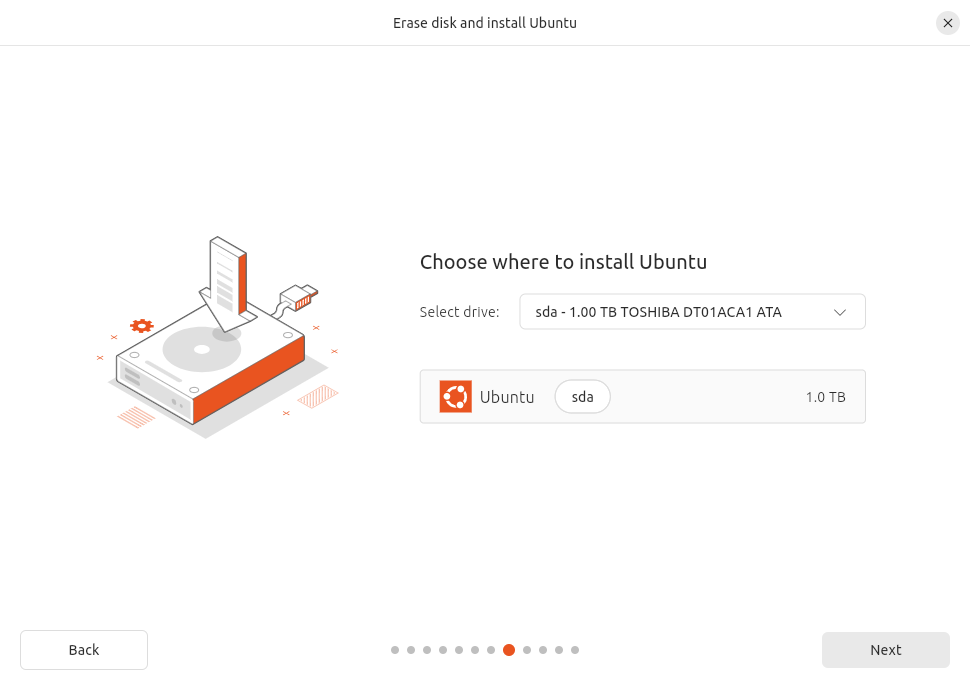 Erase disk and install Ubuntu
Choose where to install Ubuntu
Select drive: sda - 1.00 TB TOSHIBA DT01ACA1 ATA
Ubuntu sda 1.0 TB
Back Next